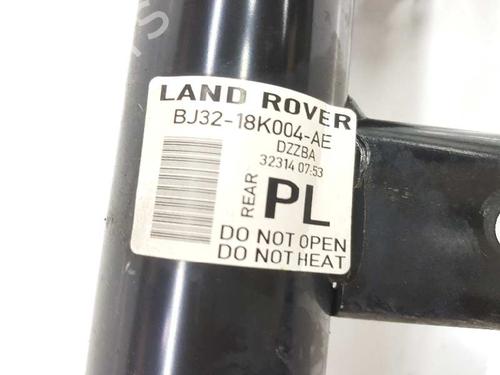 LAND ROVER
BJ32-18K004-AE
DZZBA
32314 07:53
REAR
PL
DO NOT OPEN
DO NOT HEAT